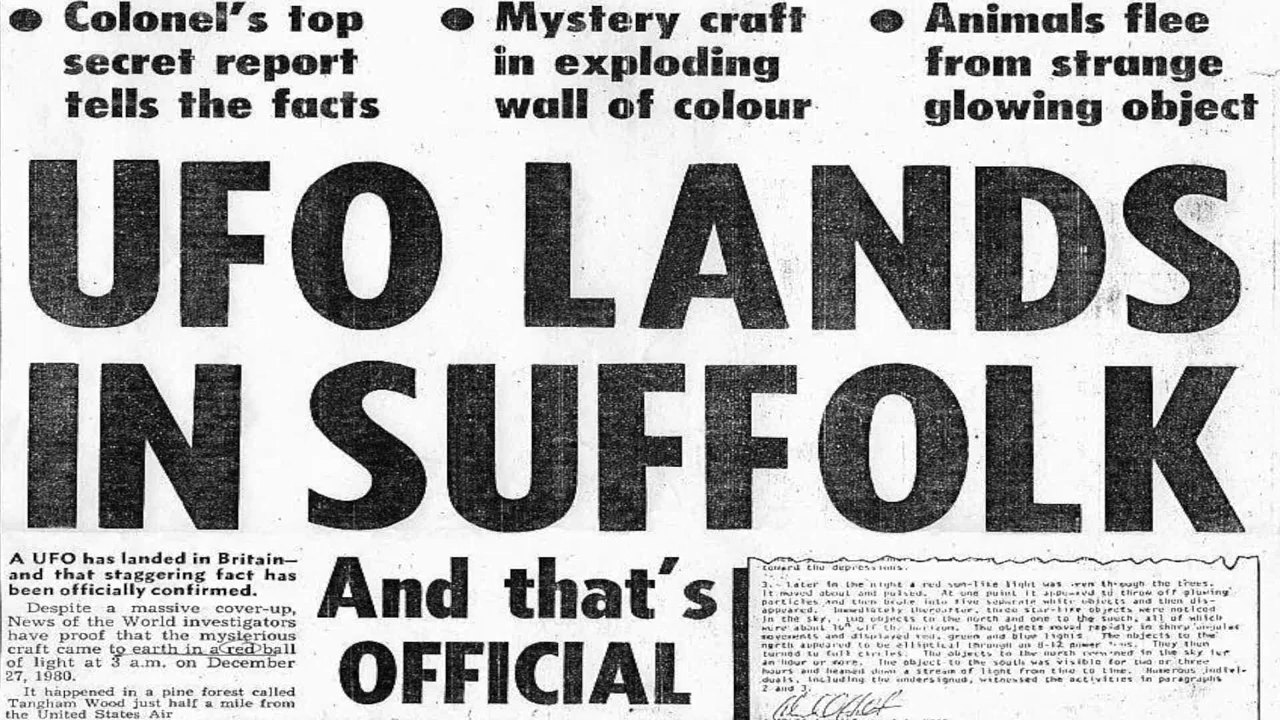 ● Colonel's top
secret report
tells the facts
● Mystery craft
in exploding
wall of colour
● Animals flee
from strange
glowing object
UFO LANDS
IN SUFFOLK
And that's
OFFICIAL
A UFO has landed in Britain—
and that staggering fact has
been officially confirmed.
Despite a massive cover-up,
News of the World investigators
have proof that the mysterious
craft came to earth in a red ball
of light at 3 a.m. on December
27, 1980.
It happened in a pine forest called
Tangham Wood just half a mile from
the United States Air
toward the depressions.
3. Later in the night a red sun-like light was seen through the trees.
It moved about and pulsed. At one point it appeared to throw off glowing
particles and then broke into five separate white objects and then dis-
appeared. Immediately thereafter, three star-like objects were noticed
in the sky, two objects to the north and one to the south, all of which
were about 10° off the horizon. The objects moved rapidly in sharp angular
movements and displayed red, green and blue lights. The objects to the
north appeared to be elliptical through an 8-12 power They then
turned to full circles. The objects to the north remained in the sky for
an hour or more. The object to the south was visible for two or three
hours and beamed down a stream of light from time to time. Numerous indivi-
duals, including the undersigned, witnessed the activities in paragraphs
2 and 3.